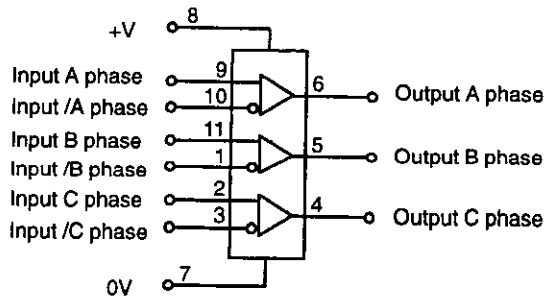 +V 8
Input A phase 9
Input /A phase 10
6 Output A phase
Input B phase 11
Input /B phase 1
5 Output B phase
Input C phase 2
Input /C phase 3
4 Output C phase
0V 7